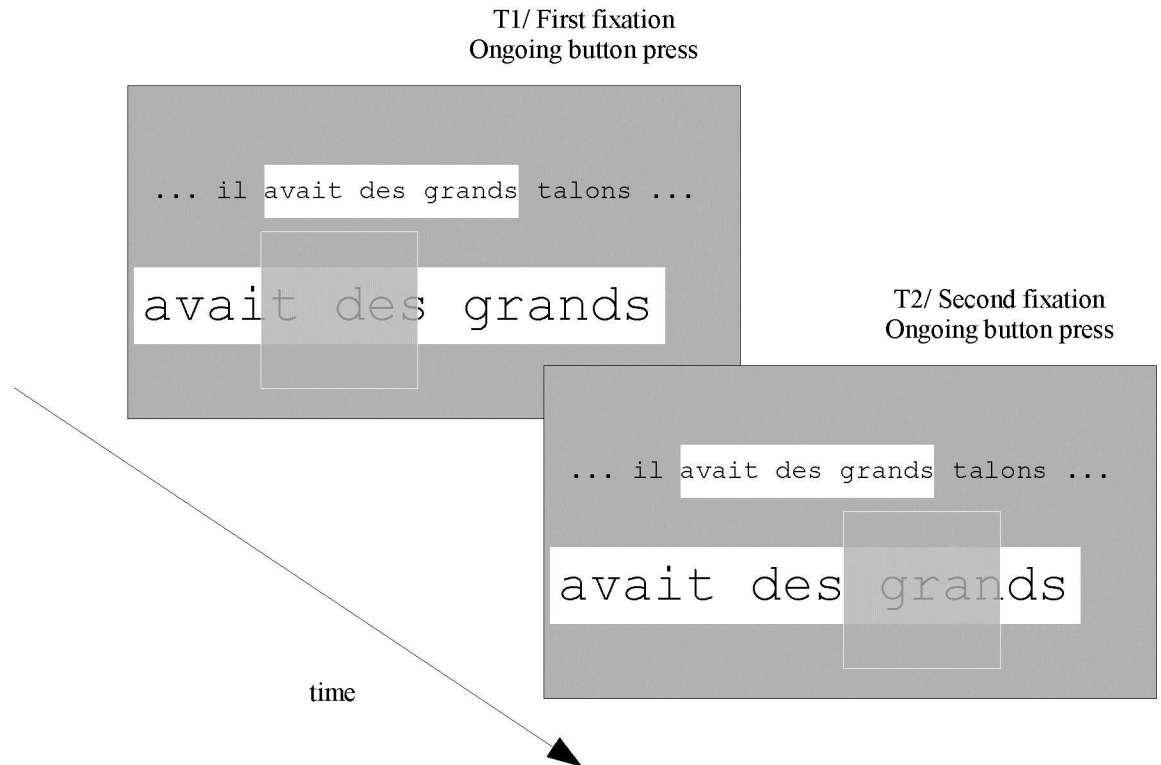 T1/ First fixation
Ongoing button press
... il avait des grands talons ...
avait des grands
T2/ Second fixation
Ongoing button press
... il avait des grands talons ...
avait des grands
time